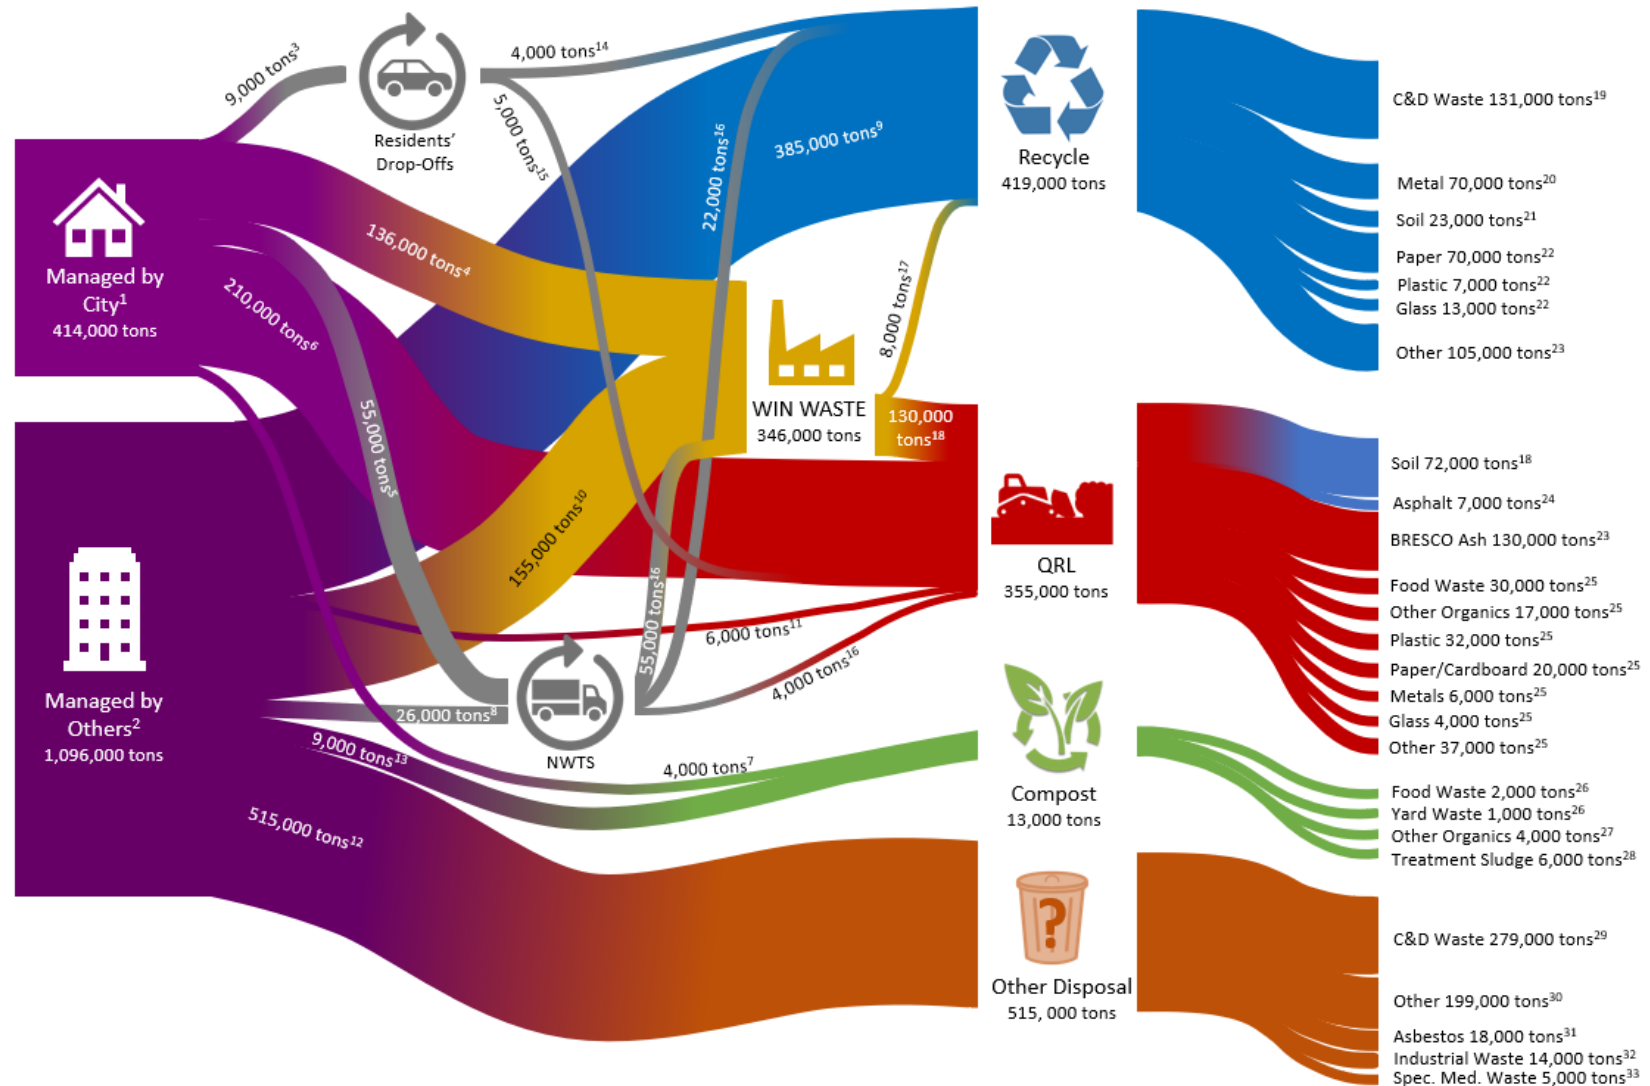 9,000 tons³
Residents’
Drop-Offs
4,000 tons¹⁴
5,000 tons¹⁵
Managed by
City¹
414,000 tons
136,000 tons⁴
210,000 tons⁶
55,000 tons⁵
Managed by
Others²
1,096,000 tons
155,000 tons¹⁰
26,000 tons⁸
9,000 tons¹³
515,000 tons¹²
NWTS
4,000 tons⁷
6,000 tons¹¹
4,000 tons¹⁶
55,000 tons¹⁶
22,000 tons¹⁶
385,000 tons⁹
WIN WASTE
346,000 tons
8,000 tons¹⁷
130,000
tons¹⁸
Recycle
419,000 tons
QRL
355,000 tons
Compost
13,000 tons
?
Other Disposal
515, 000 tons
C&D Waste 131,000 tons¹⁹
Metal 70,000 tons²⁰
Soil 23,000 tons²¹
Paper 70,000 tons²²
Plastic 7,000 tons²²
Glass 13,000 tons²²
Other 105,000 tons²³
Soil 72,000 tons¹⁸
Asphalt 7,000 tons²⁴
BRESCO Ash 130,000 tons²³
Food Waste 30,000 tons²⁵
Other Organics 17,000 tons²⁵
Plastic 32,000 tons²⁵
Paper/Cardboard 20,000 tons²⁵
Metals 6,000 tons²⁵
Glass 4,000 tons²⁵
Other 37,000 tons²⁵
Food Waste 2,000 tons²⁶
Yard Waste 1,000 tons²⁶
Other Organics 4,000 tons²⁷
Treatment Sludge 6,000 tons²⁸
C&D Waste 279,000 tons²⁹
Other 199,000 tons³⁰
Asbestos 18,000 tons³¹
Industrial Waste 14,000 tons³²
Spec. Med. Waste 5,000 tons³³